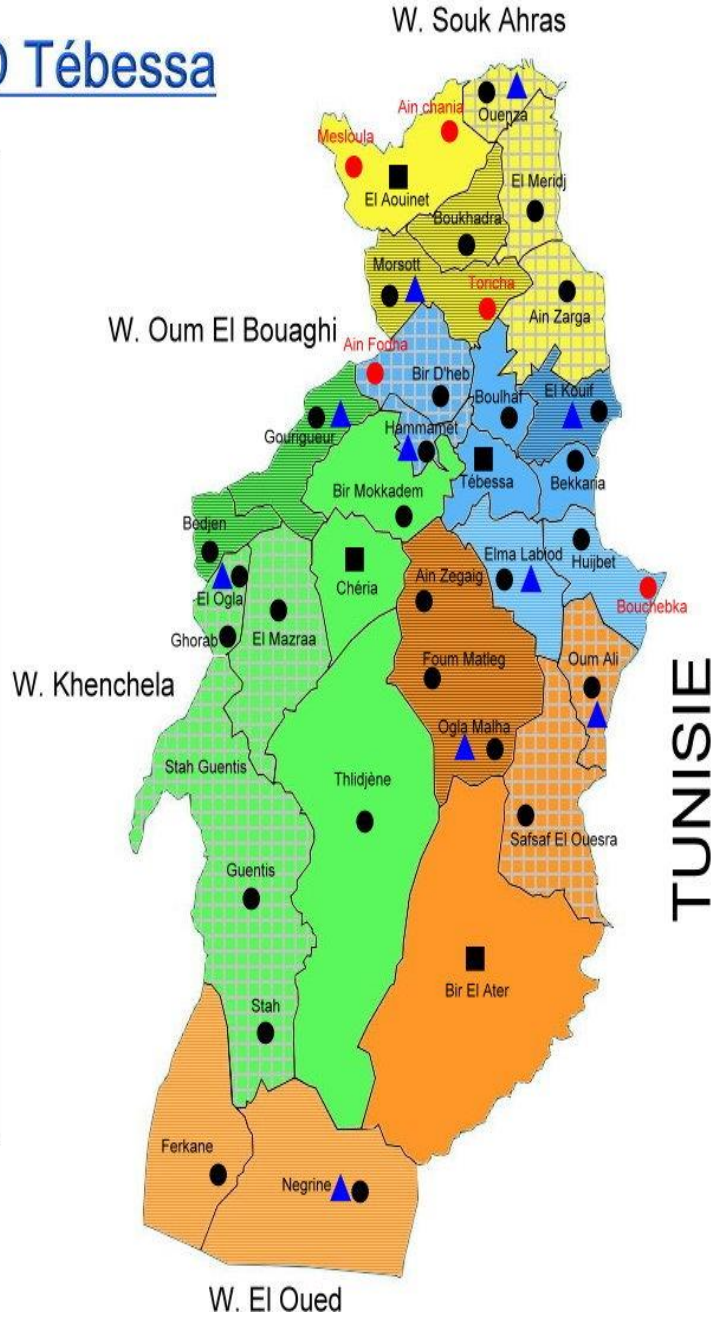 W. Souk Ahras
D Tébessa
Ain chania
Ouenza
Mesloula
El Aouinet
El Meridj
Boukhadra
Morsott
Toricha
Ain Zarga
W. Oum El Bouaghi
Ain Fodha
Bir D'heb
Boulhaf
El Kouif
Gourigueur
Hammamet
Tébessa
Bekkaria
Bir Mokkadem
Bedjen
Elma Labiod
Huijbet
Ain Zegaig
Chéria
El Ogla
Bouchebka
Ghorab
El Mazraa
Foum Matleg
Oum Ali
W. Khenchela
TUNISIE
Ogla Malha
Stah Guentis
Thlidjène
Safsaf El Ouesra
Guentis
Bir El Ater
Stah
Ferkane
Negrine
W. El Oued